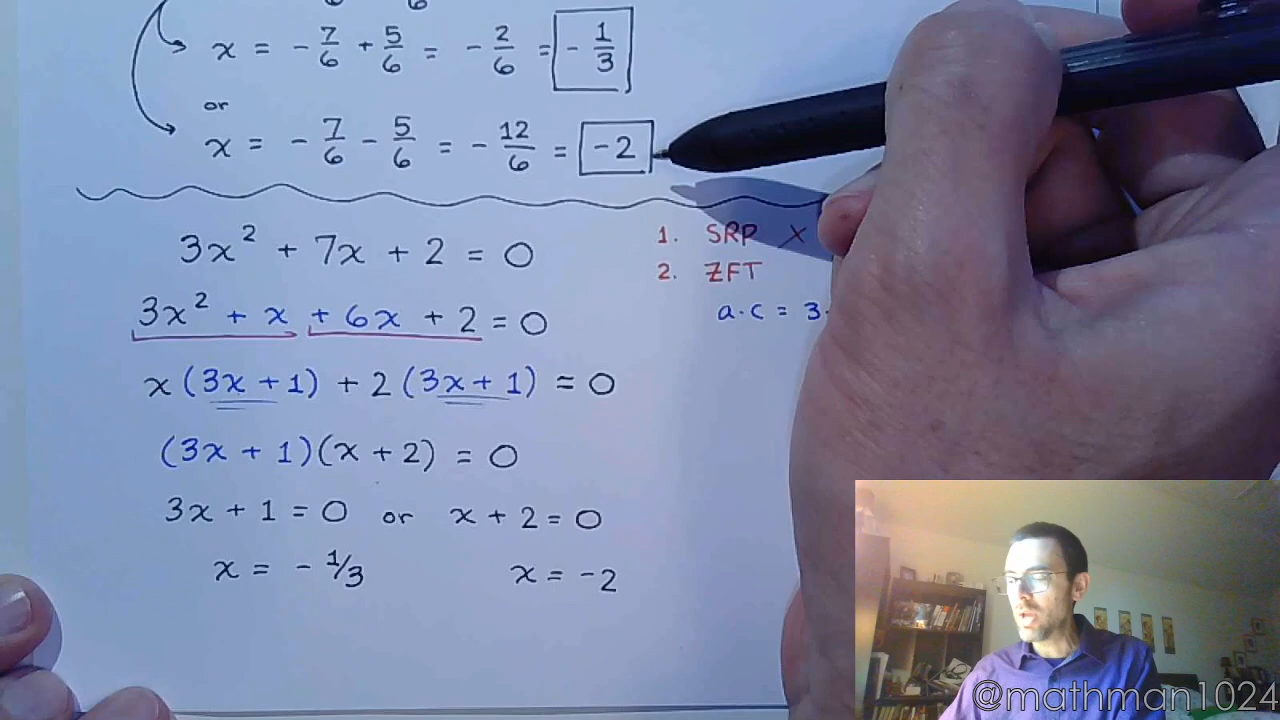 x = - 7/6 + 5/6 = - 2/6 = - 1/3
or
x = - 7/6 - 5/6 = - 12/6 = -2
3x² + 7x + 2 = 0
1. SRP X
2. ZFT
3x² + x + 6x + 2 = 0
a·c = 3·
x (3x + 1) + 2 (3x + 1) = 0
(3x + 1)(x + 2) = 0
3x + 1 = 0 or x + 2 = 0
x = - 1/3 x = -2
@mathman1024